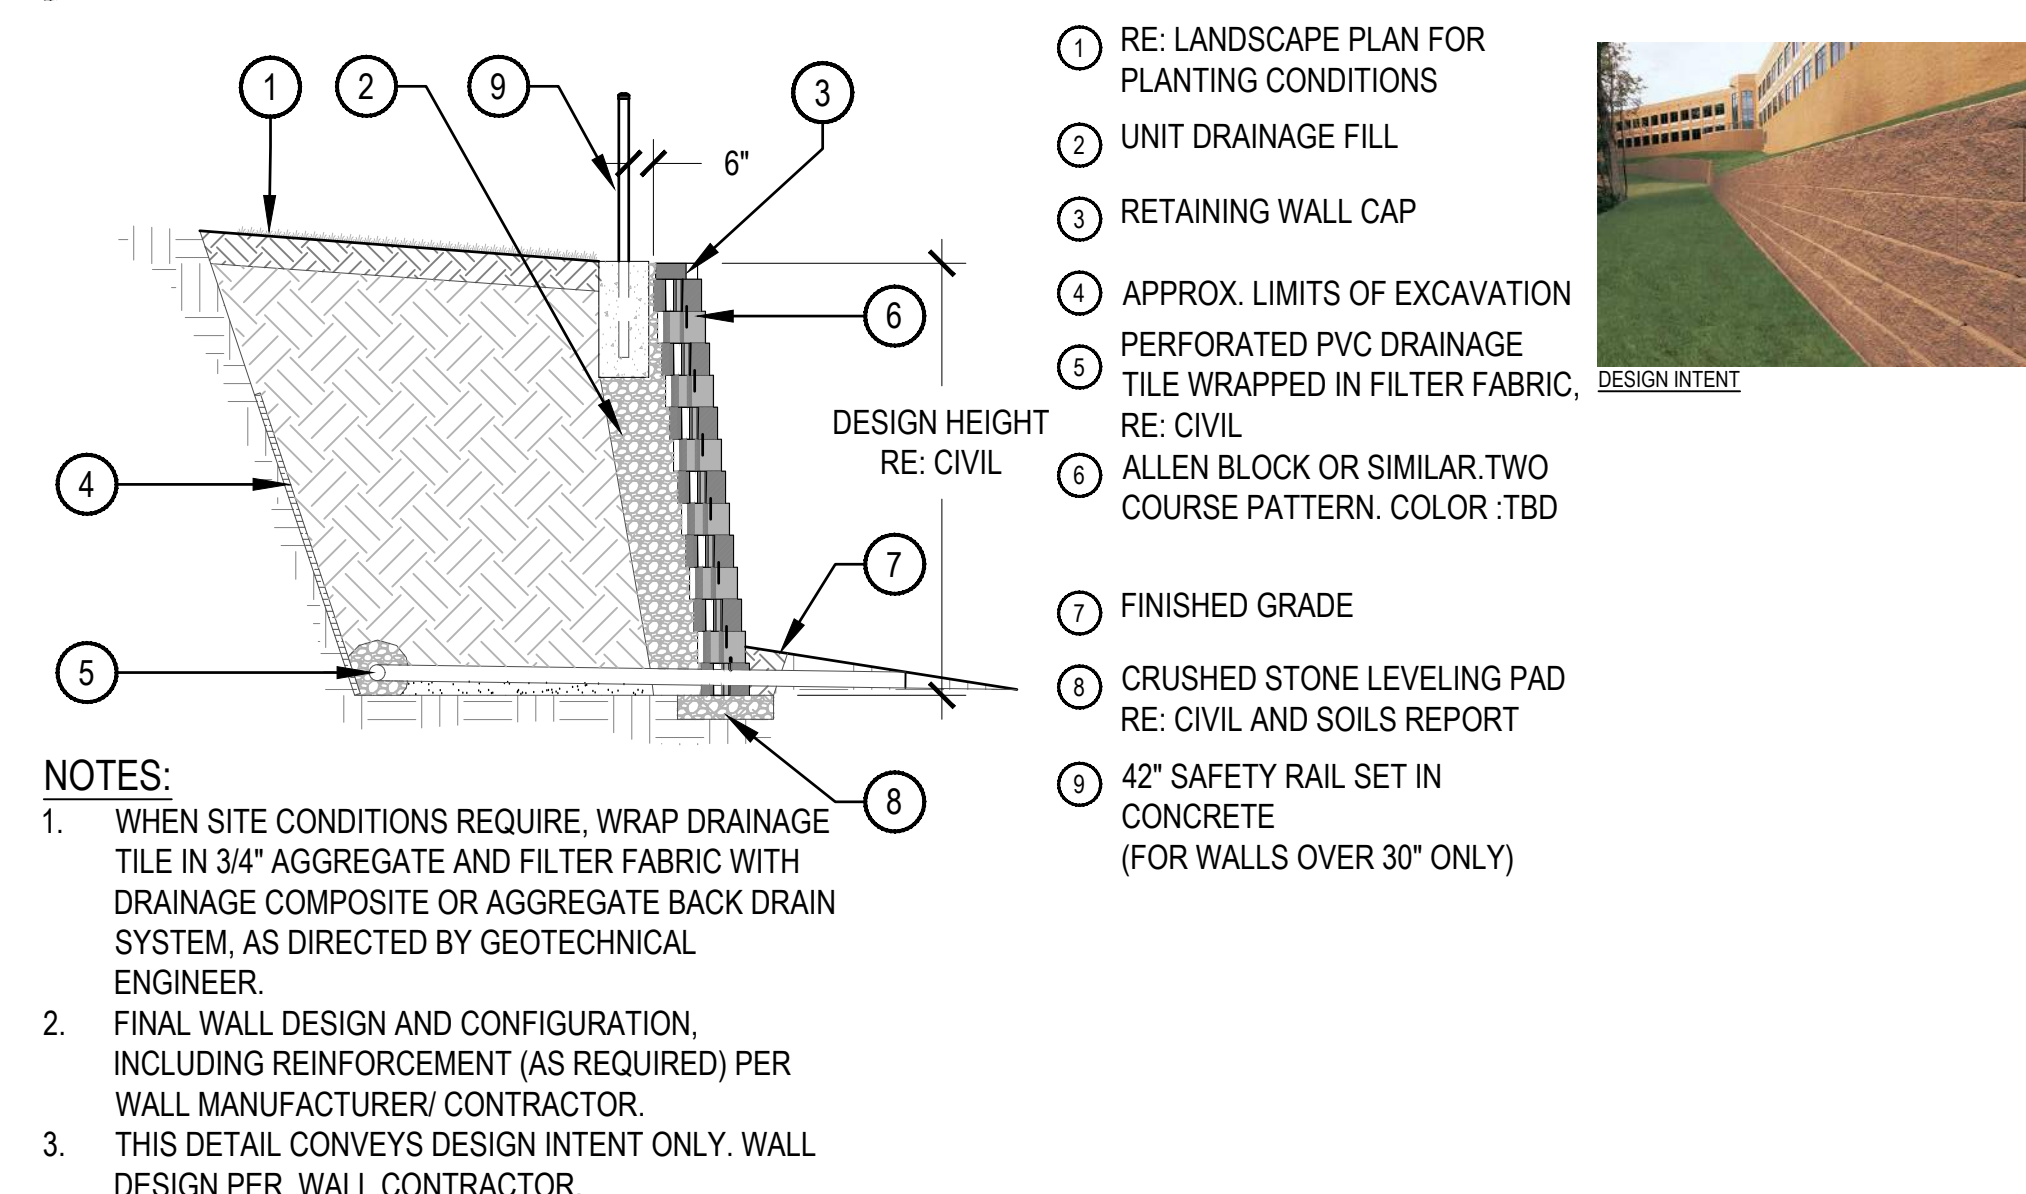 1
2
9
3
6"
6
DESIGN HEIGHT
RE: CIVIL
4
7
5
8
1 RE: LANDSCAPE PLAN FOR
PLANTING CONDITIONS
2 UNIT DRAINAGE FILL
3 RETAINING WALL CAP
4 APPROX. LIMITS OF EXCAVATION
5 PERFORATED PVC DRAINAGE
TILE WRAPPED IN FILTER FABRIC,
RE: CIVIL
6 ALLEN BLOCK OR SIMILAR.TWO
COURSE PATTERN. COLOR :TBD
7 FINISHED GRADE
8 CRUSHED STONE LEVELING PAD
RE: CIVIL AND SOILS REPORT
9 42" SAFETY RAIL SET IN
CONCRETE
(FOR WALLS OVER 30" ONLY)
DESIGN INTENT
NOTES:
1. WHEN SITE CONDITIONS REQUIRE, WRAP DRAINAGE
TILE IN 3/4" AGGREGATE AND FILTER FABRIC WITH
DRAINAGE COMPOSITE OR AGGREGATE BACK DRAIN
SYSTEM, AS DIRECTED BY GEOTECHNICAL
ENGINEER.
2. FINAL WALL DESIGN AND CONFIGURATION,
INCLUDING REINFORCEMENT (AS REQUIRED) PER
WALL MANUFACTURER/ CONTRACTOR.
3. THIS DETAIL CONVEYS DESIGN INTENT ONLY. WALL
DESIGN PER WALL CONTRACTOR.